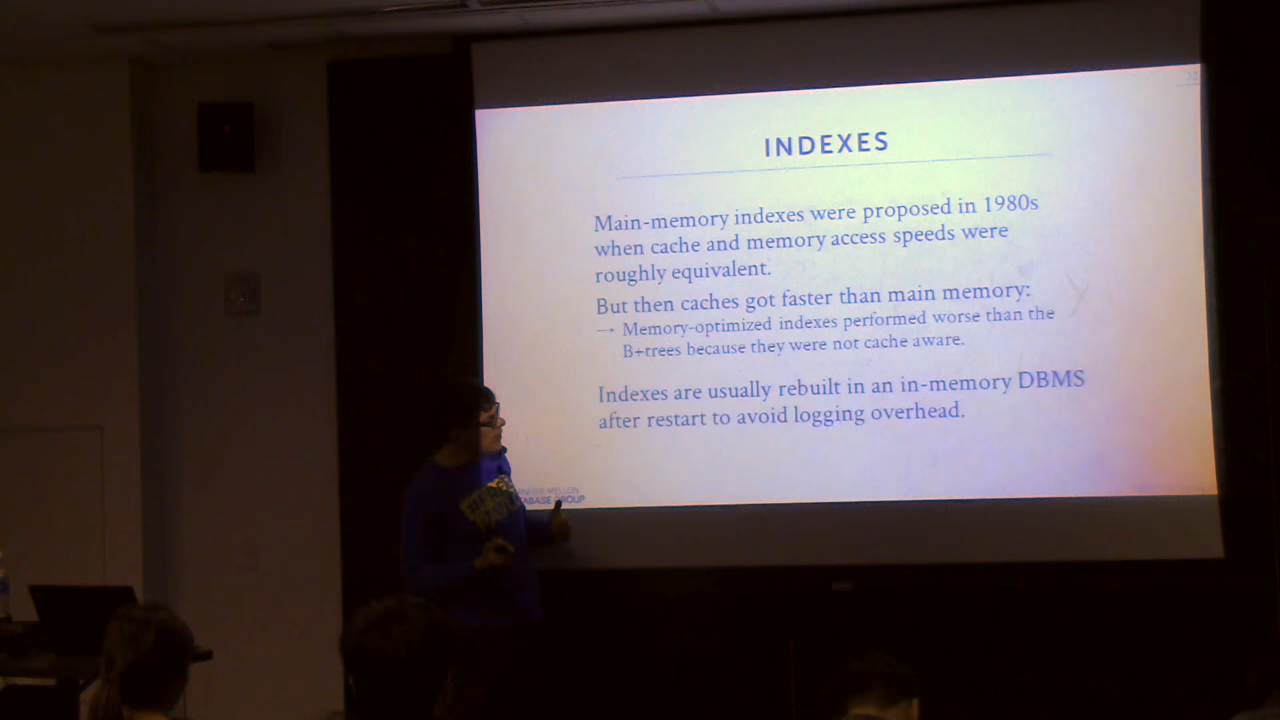 INDEXES
Main-memory indexes were proposed in 1980s
when cache and memory access speeds were
roughly equivalent.
But then caches got faster than main memory:
→ Memory-optimized indexes performed worse than the
B+trees because they were not cache aware.
Indexes are usually rebuilt in an in-memory DBMS
after restart to avoid logging overhead.
MELLON
GROUP